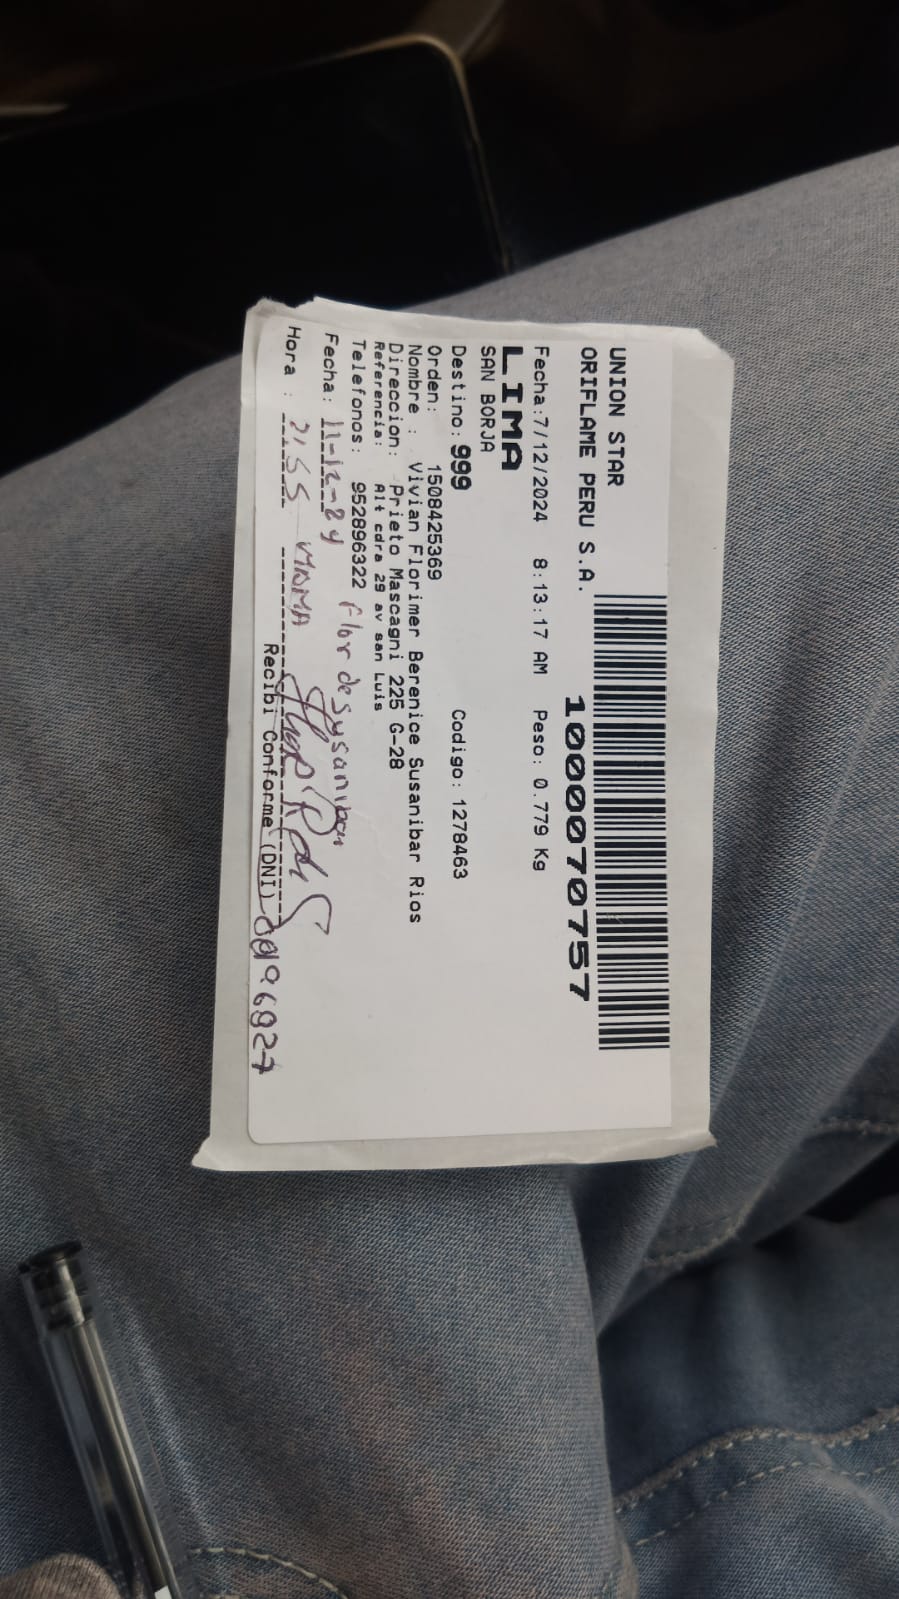 UNION STAR
ORIFLAME PERU S.A.
1000070757
Fecha:7/12/2024 8:13:17 AM Peso: 0.779 Kg
LIMA
SAN BORJA
Destino: 999 Codigo: 1278463
Orden: 1508425369
Nombre : Vivian Florimer Berenice Susanibar Rios
Direccion: Prieto Mascagni 225 G-28
Referencia: Alt cdra 29 av san Luis
Telefonos: 952896322
Fecha: 11-12-24 Flor de Susanibar
Hora : MAMA
Recibi Conforme (DNI)